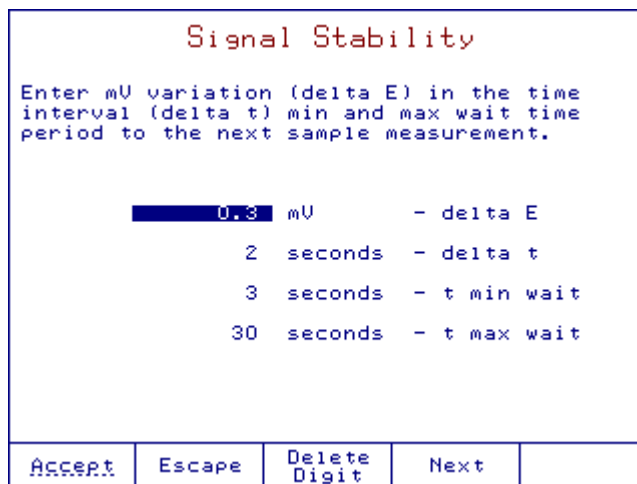 Signal Stability
Enter mV variation (delta E) in the time
interval (delta t) min and max wait time
period to the next sample measurement.
0.3 mV - delta E
2 seconds - delta t
3 seconds - t min wait
30 seconds - t max wait
Accept Escape Delete Digit Next